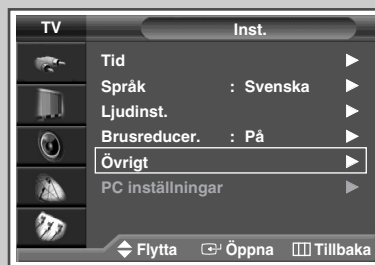 TV Inst.
Tid
Språk : Svenska
Ljudinst.
Brusreducer. : På
Övrigt
PC inställningar
Flytta Öppna Tillbaka